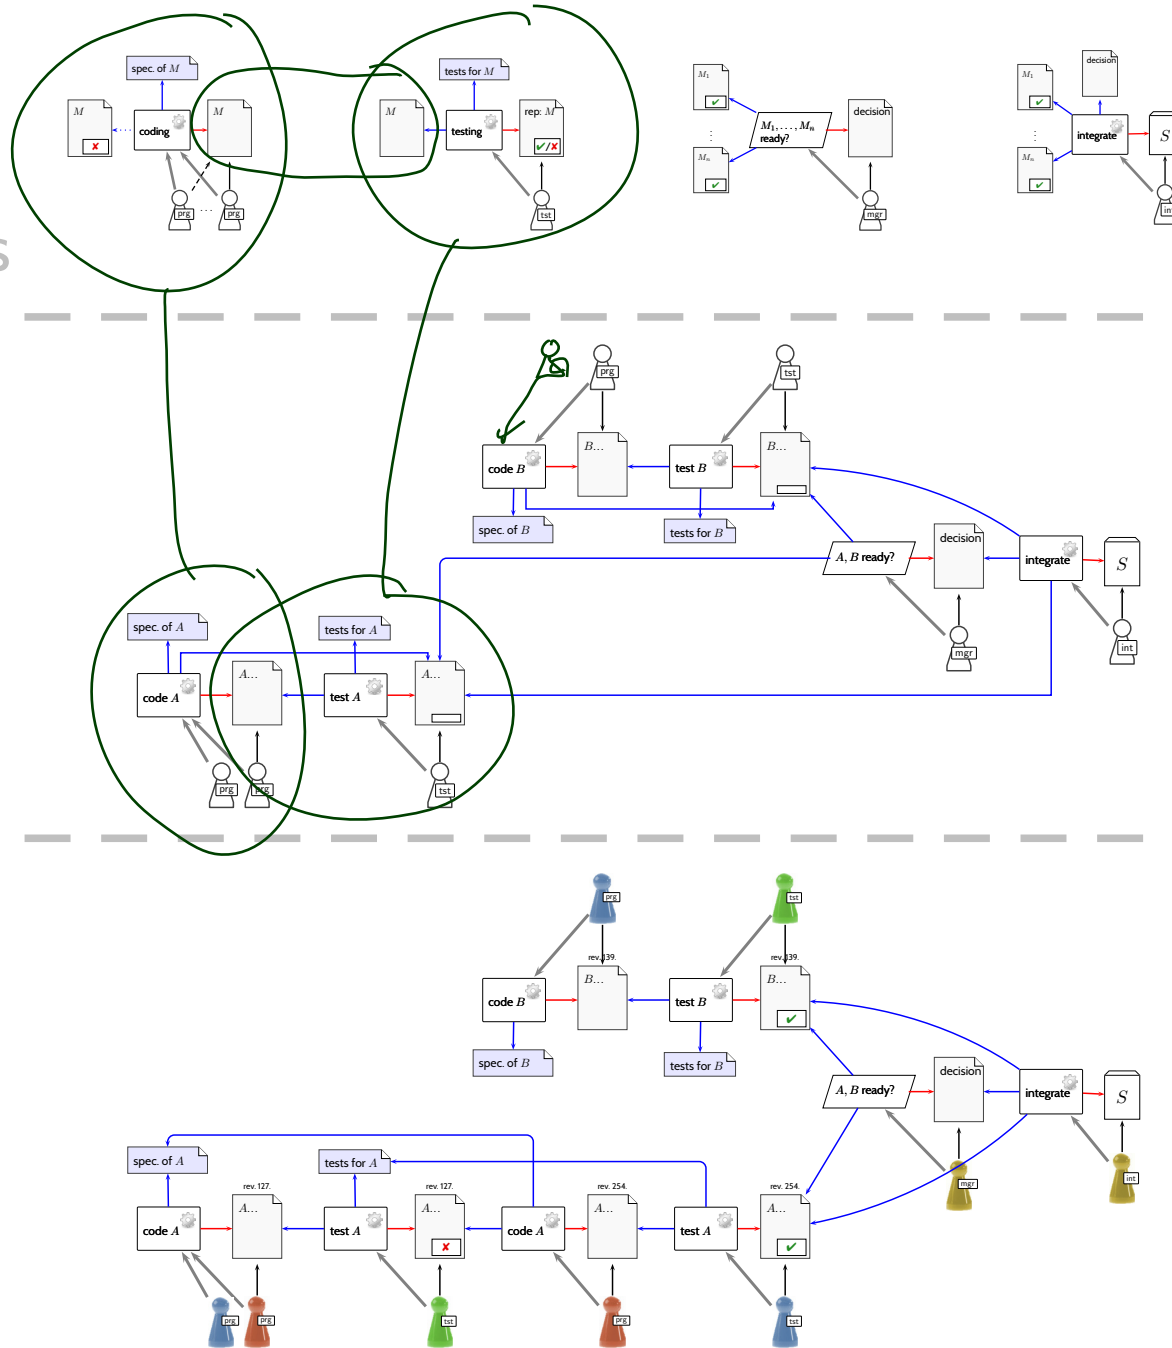 spec. of M
M
coding
prg
...
prg
tests for M
M
testing
rep: M
✔/✘
tst
M1
⋮
Mn
M1, ..., Mn
ready?
decision
mgr
M1
⋮
Mn
decision
integrate
S
s
prg
tst
code B
B...
test B
B...
spec. of B
tests for B
A, B ready?
decision
integrate
S
mgr
int
spec. of A
tests for A
code A
A...
test A
A...
prg
prg
tst
prg
tst
rev. 139.
rev. 139.
code B
B...
test B
B...
spec. of B
tests for B
A, B ready?
decision
integrate
S
mgr
int
spec. of A
tests for A
rev. 127.
rev. 127.
rev. 254.
rev. 254.
code A
A...
test A
A...
code A
A...
test A
A...
prg
prg
tst
prg
tst